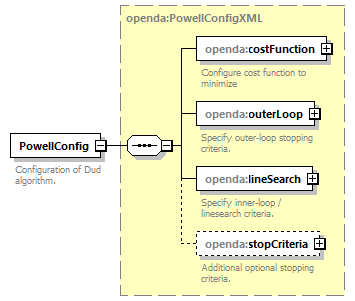 openda:PowellConfigXML
openda:costFunction
Configure cost function to
minimize
openda:outerLoop
Specify outer-loop stopping
criteria.
PowellConfig
Configuration of Dud
algorithm.
openda:lineSearch
Specify inner-loop /
linesearch criteria.
openda:stopCriteria
Additional optional stopping
criteria.